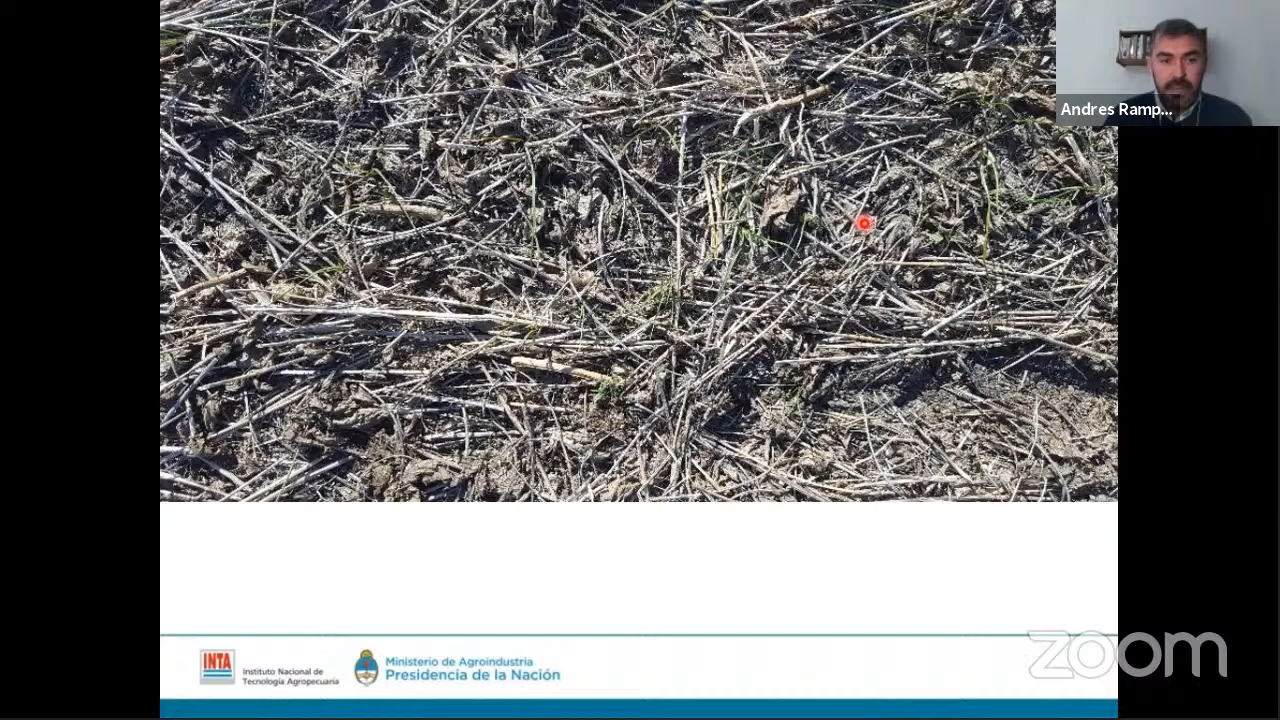 Andres Ramp...
INTA
Instituto Nacional de
Tecnología Agropecuaria
Ministerio de Agroindustria
Presidencia de la Nación
zoom